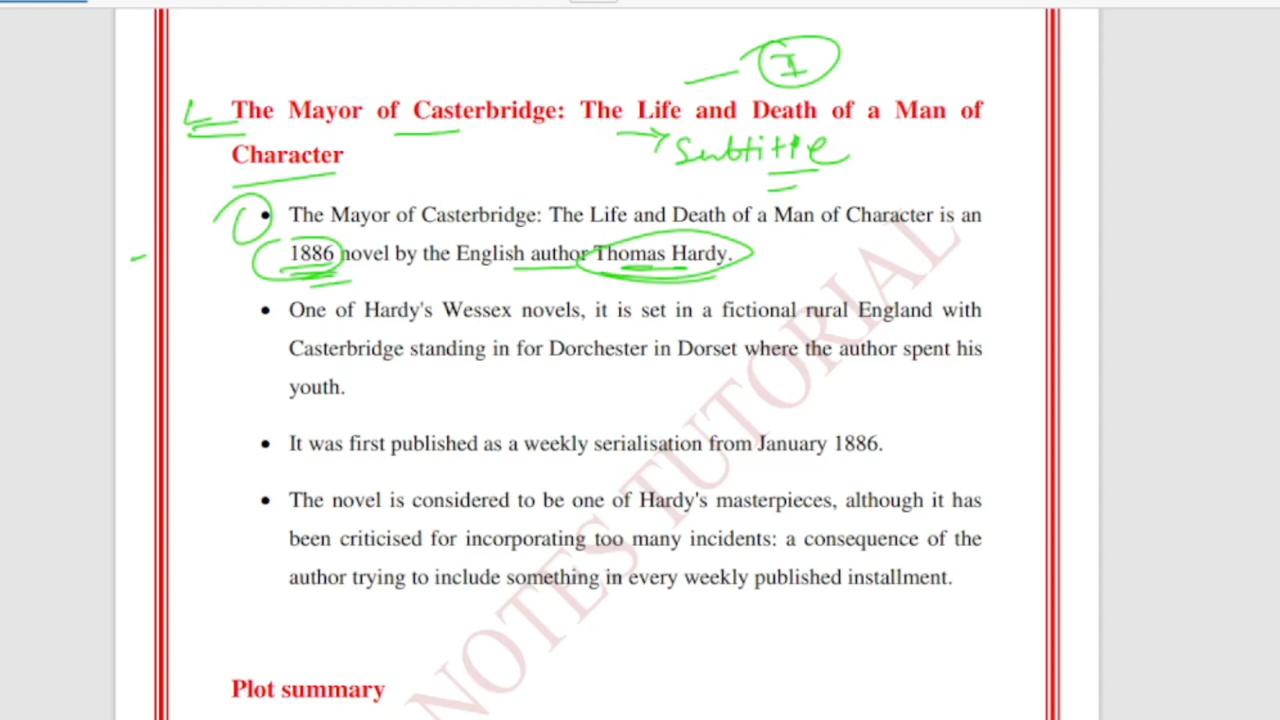 I
The Mayor of Casterbridge: The Life and Death of a Man of
Subtitle
Character
• The Mayor of Casterbridge: The Life and Death of a Man of Character is an
1886 novel by the English author Thomas Hardy.
• One of Hardy's Wessex novels, it is set in a fictional rural England with
Casterbridge standing in for Dorchester in Dorset where the author spent his
youth.
• It was first published as a weekly serialisation from January 1886.
• The novel is considered to be one of Hardy's masterpieces, although it has
been criticised for incorporating too many incidents: a consequence of the
author trying to include something in every weekly published installment.
NOTES TUTORIAL
Plot summary